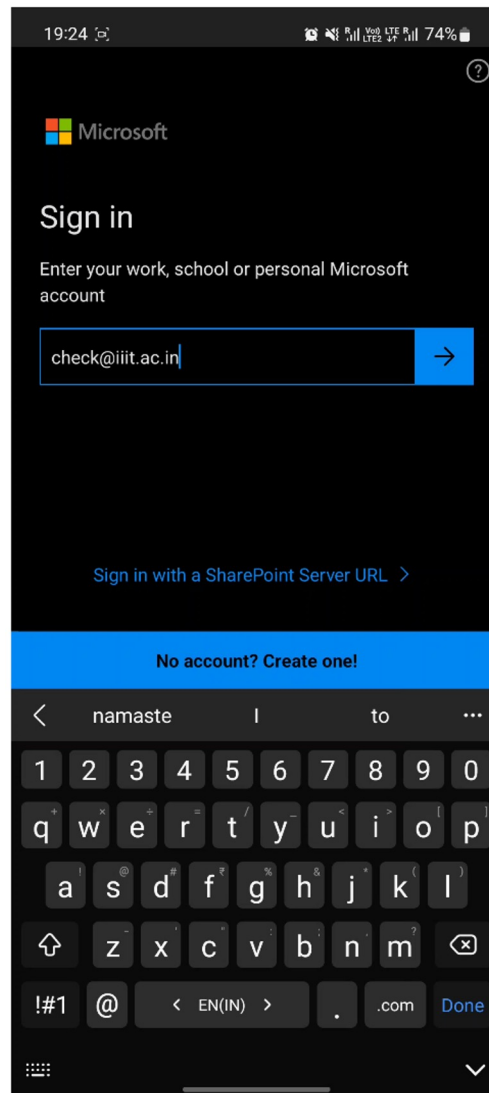 19:24 74%
Microsoft
Sign in
Enter your work, school or personal Microsoft
account
check@iiit.ac.in
Sign in with a SharePoint Server URL >
No account? Create one!
namaste I to ...
1 2 3 4 5 6 7 8 9 0
q w e r t y u i o p
a s d f g h j k l
z x c v b n m
!#1 @ < EN(IN) > . .com Done